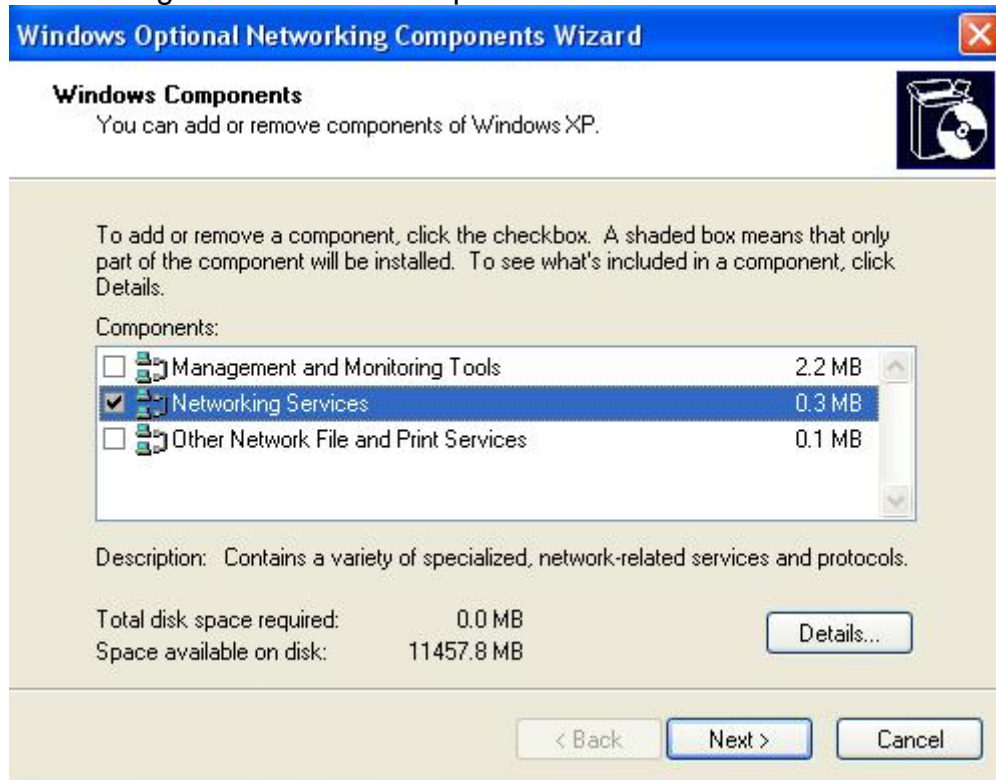 Windows Optional Networking Components Wizard
Windows Components
You can add or remove components of Windows XP.
To add or remove a component, click the checkbox. A shaded box means that only
part of the component will be installed. To see what's included in a component, click
Details.
Components:
Management and Monitoring Tools 2.2 MB
Networking Services 0.3 MB
Other Network File and Print Services 0.1 MB
Description: Contains a variety of specialized, network-related services and protocols.
Total disk space required: 0.0 MB
Space available on disk: 11457.8 MB
Details...
< Back Next > Cancel